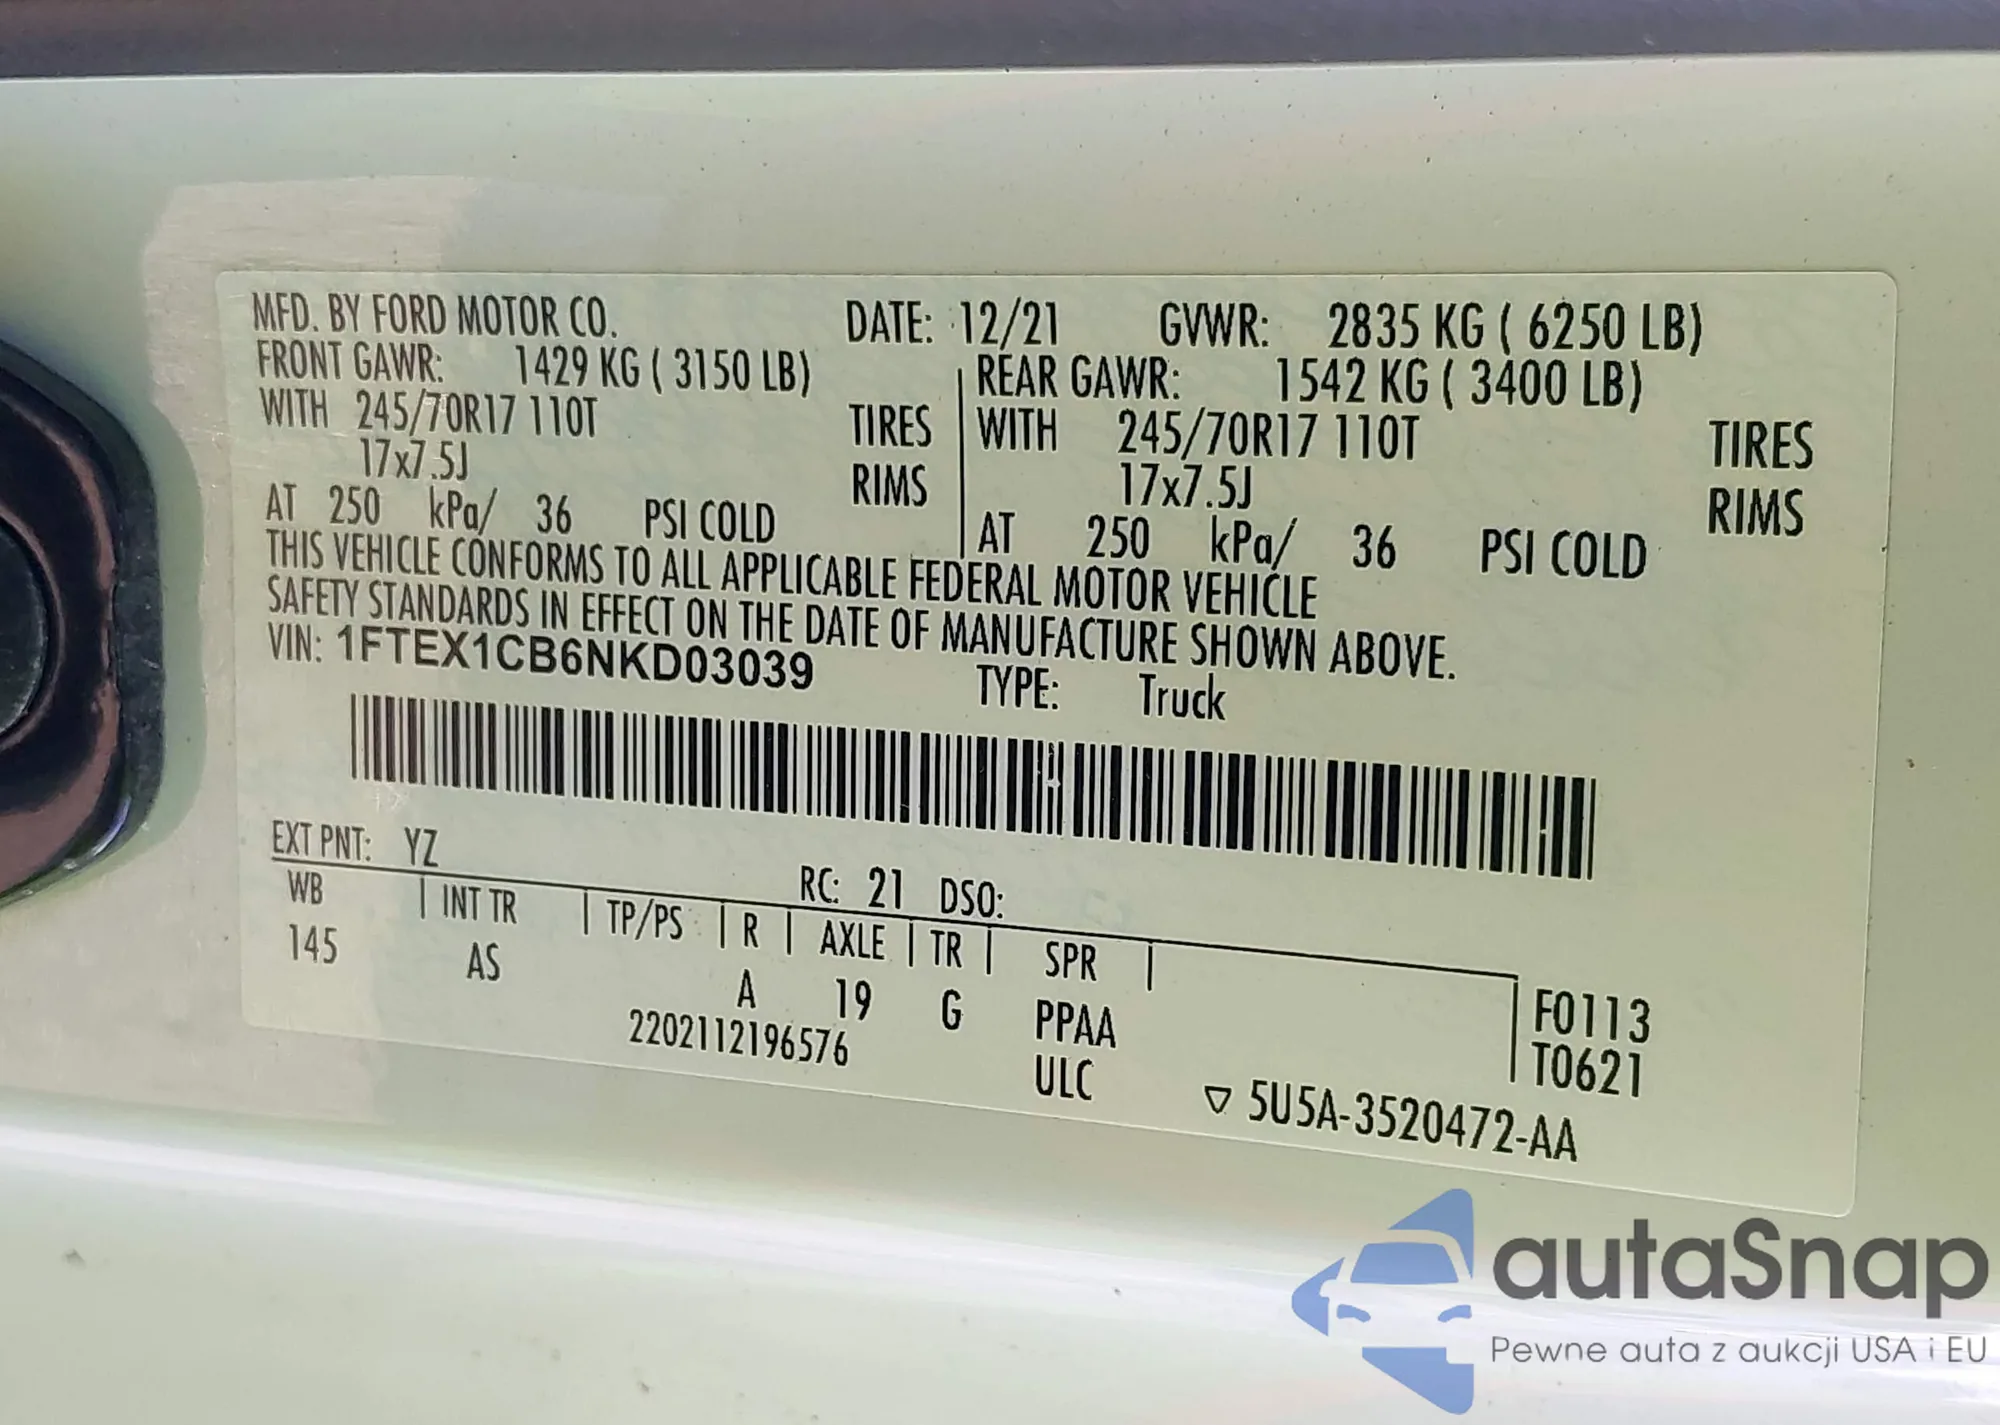 MFD. BY FORD MOTOR CO. DATE: 12/21 GVWR: 2835 KG ( 6250 LB)
FRONT GAWR: 1429 KG ( 3150 LB) REAR GAWR: 1542 KG ( 3400 LB)
WITH 245/70R17 110T TIRES WITH 245/70R17 110T TIRES
17x7.5J RIMS 17x7.5J RIMS
AT 250 kPa/ 36 PSI COLD AT 250 kPa/ 36 PSI COLD
THIS VEHICLE CONFORMS TO ALL APPLICABLE FEDERAL MOTOR VEHICLE
SAFETY STANDARDS IN EFFECT ON THE DATE OF MANUFACTURE SHOWN ABOVE.
VIN: 1FTEX1CB6NKD03039 TYPE: Truck
EXT PNT: YZ RC: 21 DSO:
WB | INT TR | TP/PS | R | AXLE | TR | SPR |
145 AS A 19 G PPAA F0113
2202112196576 ULC T0621
▽ 5U5A-3520472-AA
autaSnap
Pewne auta z aukcji USA i EU